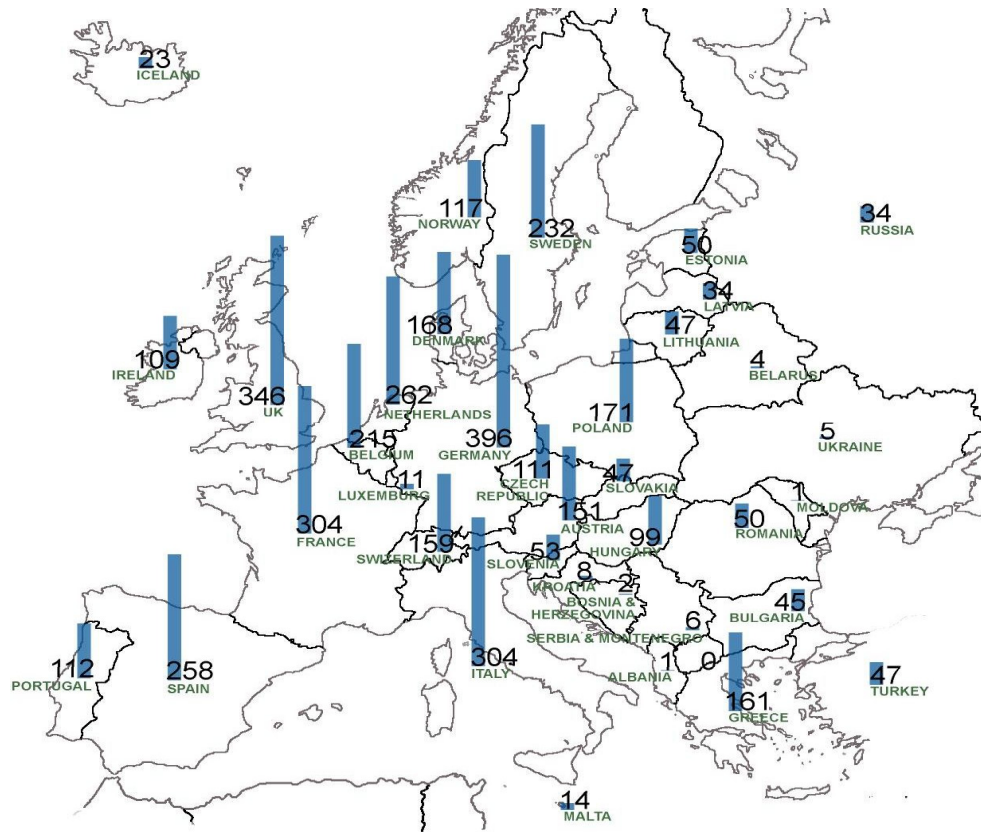 23
ICELAND
34
RUSSIA
117
NORWAY
232
SWEDEN
50
ESTONIA
34
LATVIA
168
DENMARK
47
LITHUANIA
109
IRELAND
4
BELARUS
346
UK
262
NETHERLANDS
171
POLAND
5
UKRAINE
215
BELGIUM
396
GERMANY
111
CZECH
REPUBLIC
47
SLOVAKIA
11
LUXEMBURG
1
MOLDOVA
151
AUSTRIA
50
ROMANIA
304
FRANCE
159
SWIZERLAND
53
SLOVENIA
99
HUNGARY
8
KROATIA
2
BOSNIA &
HERZEGOVINA
45
BULGARIA
6
SERBIA & MONTENEGRO
112
PORTUGAL
258
SPAIN
304
ITALY
1
ALBANIA
0
47
TURKEY
161
GREECE
14
MALTA